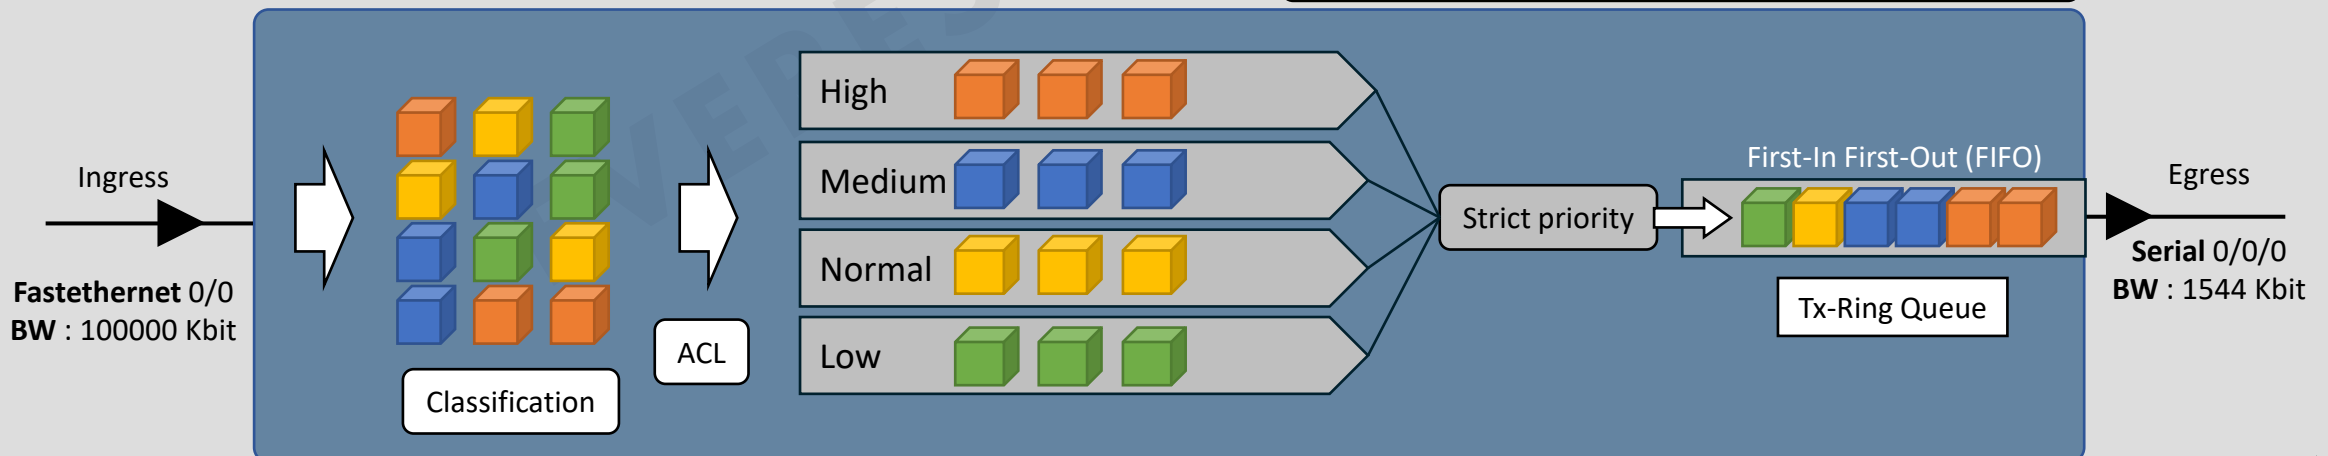 Ingress
Fastethernet 0/0
BW : 100000 Kbit
Classification
ACL
High
Medium
Normal
Low
Strict priority
First-In First-Out (FIFO)
Tx-Ring Queue
Egress
Serial 0/0/0
BW : 1544 Kbit